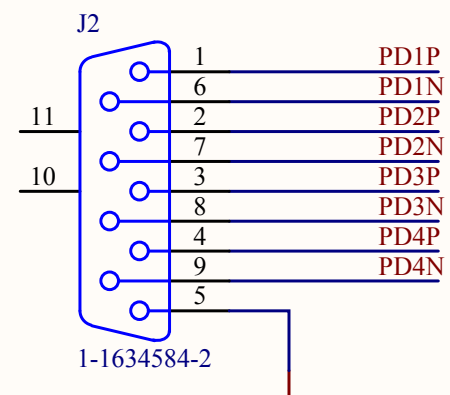 J2
1 PD1P
6 PD1N
11 2 PD2P
7 PD2N
10 3 PD3P
8 PD3N
4 PD4P
9 PD4N
5
1-1634584-2